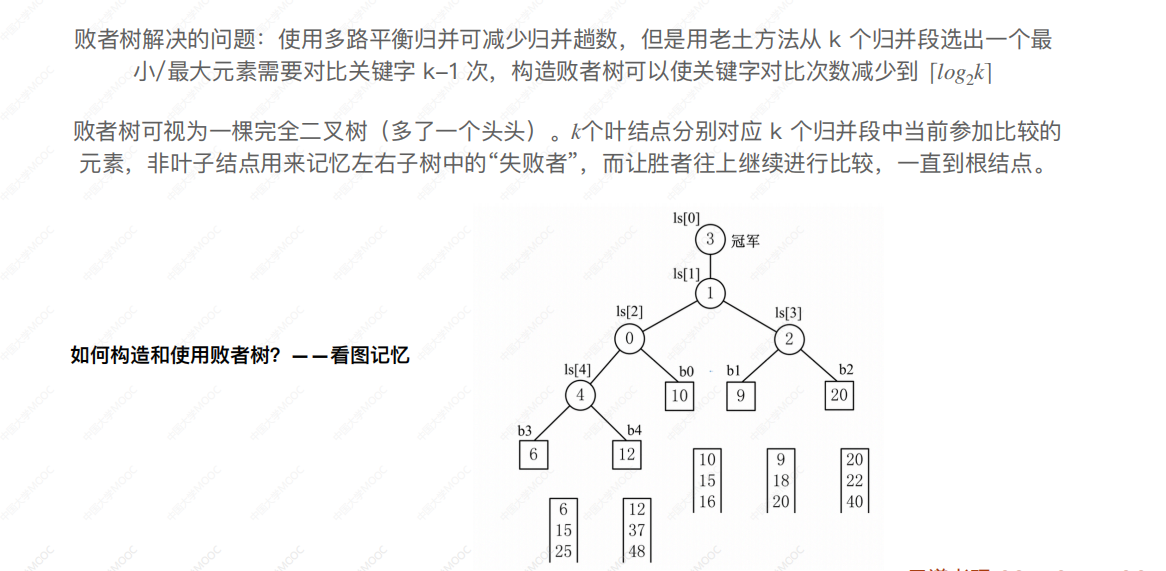 败者树解决的问题：使用多路平衡归并可减少归并趟数，但是用老土方法从 k 个归并段选出一个最
小/最大元素需要对比关键字 k–1 次，构造败者树可以使关键字对比次数减少到 ⌈log₂k⌉
败者树可视为一棵完全二叉树（多了一个头头）。k个叶结点分别对应 k 个归并段中当前参加比较的
元素，非叶子结点用来记忆左右子树中的“失败者”，而让胜者往上继续进行比较，一直到根结点。
ls[0]
3 冠军
ls[1]
1
ls[2] ls[3]
0 2
如何构造和使用败者树？——看图记忆
ls[4] b0 b1 b2
4 10 9 20
b3 b4
6 12
10 9 20
15 18 22
16 20 40
6 12
15 37
25 48
中国大学MOOC